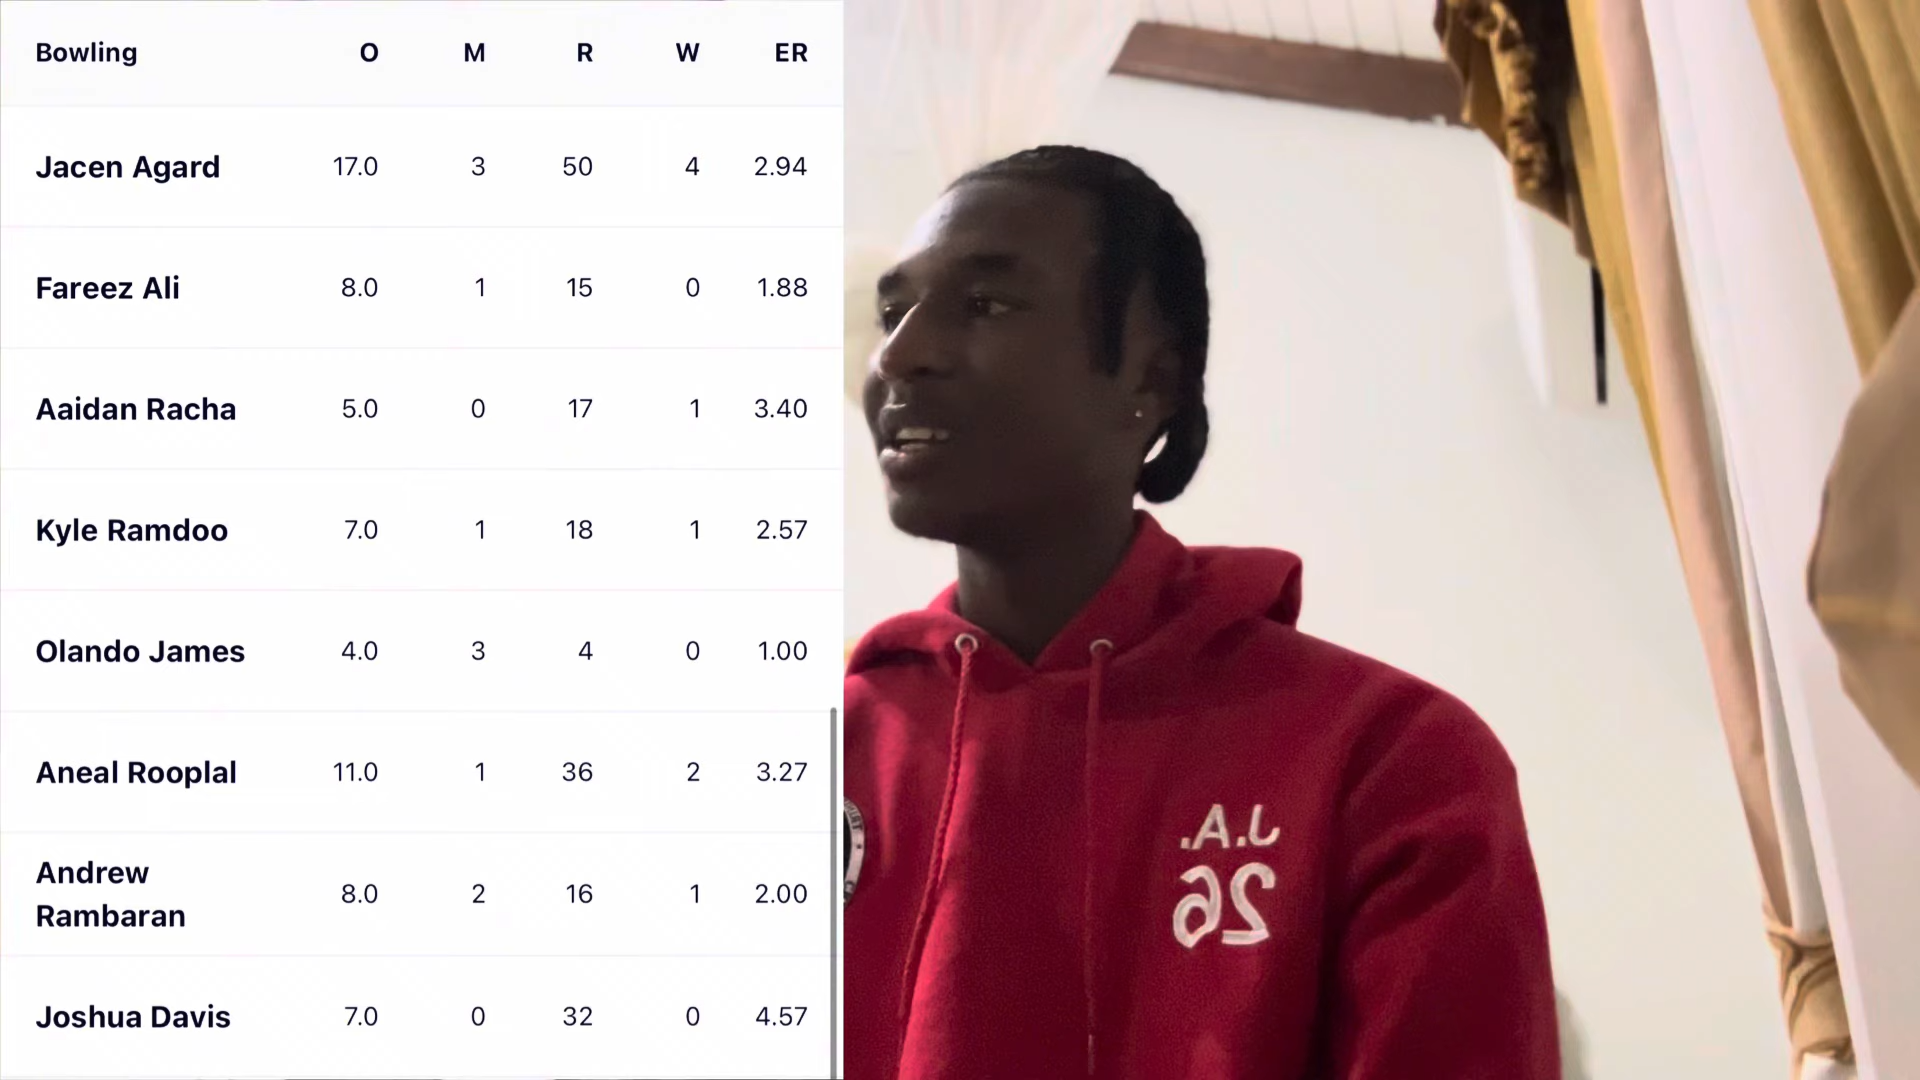 Bowling O M R W ER
Jacen Agard 17.0 3 50 4 2.94
Fareez Ali 8.0 1 15 0 1.88
Aaidan Racha 5.0 0 17 1 3.40
Kyle Ramdoo 7.0 1 18 1 2.57
Olando James 4.0 3 4 0 1.00
Aneal Rooplal 11.0 1 36 2 3.27
Andrew
Rambaran 8.0 2 16 1 2.00
Joshua Davis 7.0 0 32 0 4.57
J.A.
26